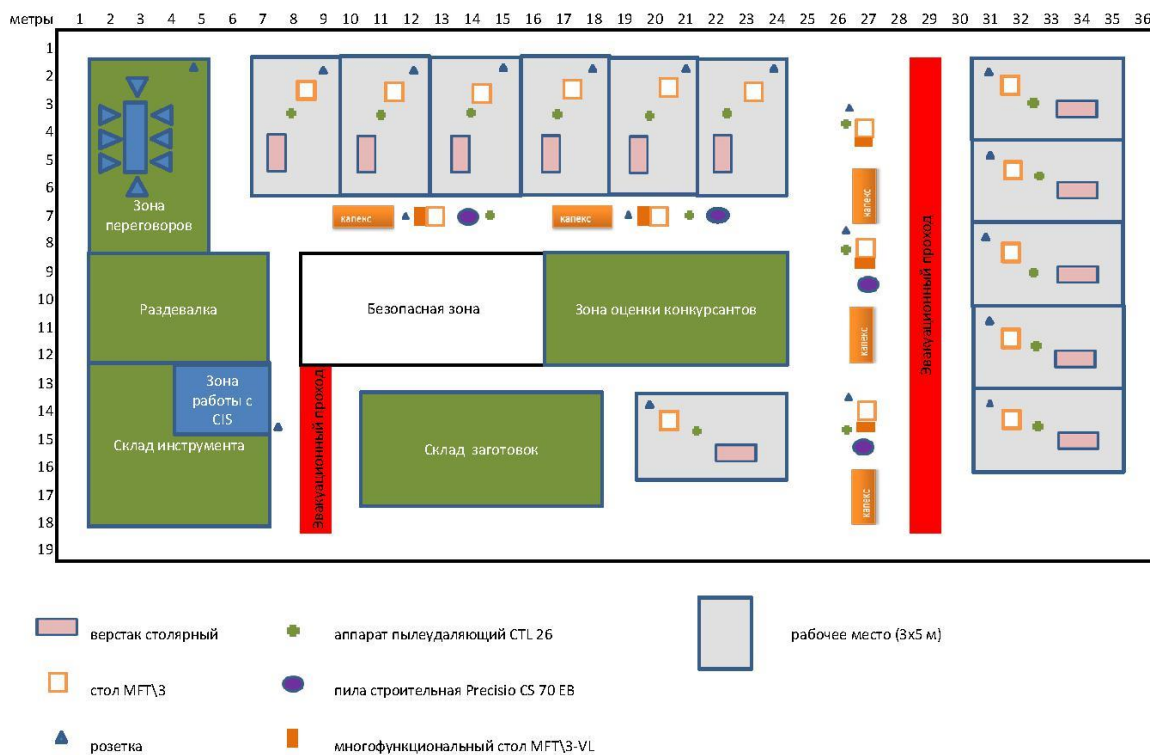 метры 1 2 3 4 5 6 7 8 9 10 11 12 13 14 15 16 17 18 19 20 21 22 23 24 25 26 27 28 29 30 31 32 33 34 35 36
1
2
3
4
5
6
7
8
9
10
11
12
13
14
15
16
17
18
19
Зона
переговоров
Раздевалка
Зона
работы с
CIS
Склад инструмента
капекс
капекс
Безопасная зона
Зона оценки конкурсантов
Эвакуационный проход
Склад заготовок
капекс
капекс
капекс
Эвакуационный проход
верстак столярный
аппарат пылеудаляющий CTL 26
рабочее место (3х5 м)
стол MFT\3
пила строительная Precisio CS 70 EB
розетка
многофункциональный стол MFT\3-VL